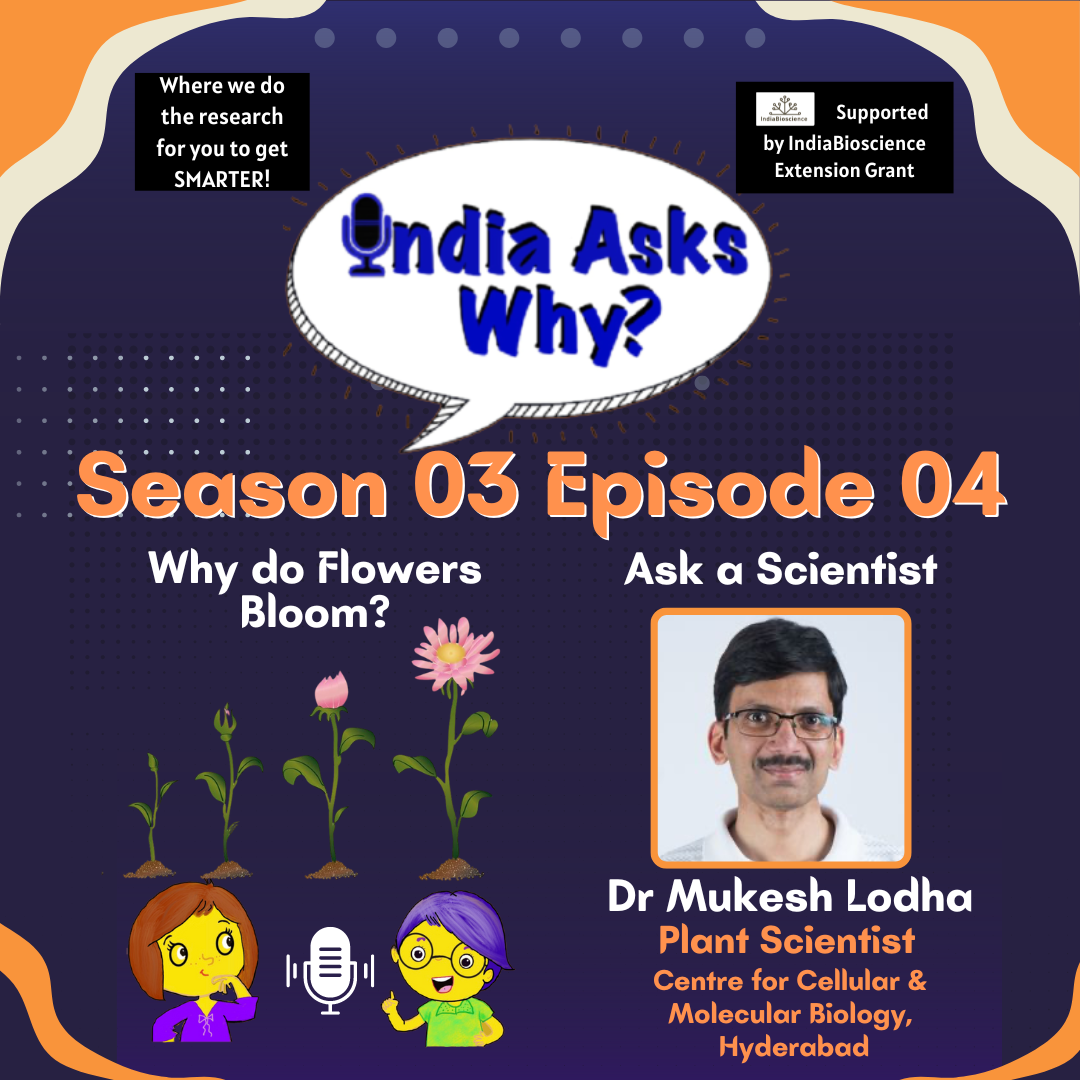 Where we do
the research
for you to get
SMARTER!
IndiaBioscience
Supported
by IndiaBioscience
Extension Grant
India Asks
Why?
Season 03 Episode 04
Why do Flowers
Bloom?
Ask a Scientist
Dr Mukesh Lodha
Plant Scientist
Centre for Cellular &
Molecular Biology,
Hyderabad